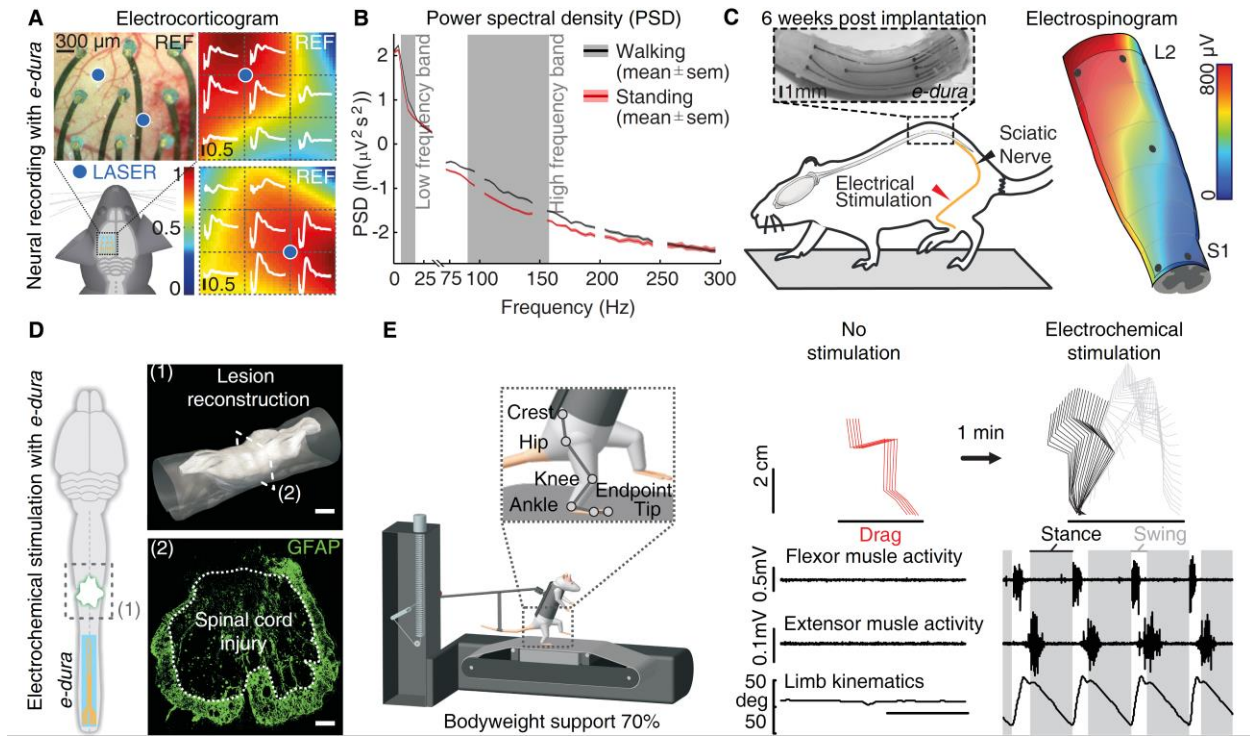 A
Electrocorticogram
Neural recording with e-dura
300 µm
REF
REF
0.5
LASER
1
0.5
0
REF
0.5
B
Power spectral density (PSD)
PSD (ln(µV²s²))
2
1
0
-1
-2
Low frequency band
High frequency band
Walking
(mean ± sem)
Standing
(mean ± sem)
0
25
75
100
150
200
250
300
Frequency (Hz)
C
6 weeks post implantation
1mm
e-dura
Sciatic
Nerve
Electrical
Stimulation
Electrospinogram
L2
S1
800
µV
0
D
Electrochemical stimulation with e-dura
e-dura
(1)
(1)
Lesion
reconstruction
(2)
(2)
GFAP
Spinal cord
injury
E
Crest
Hip
Knee
Ankle
Endpoint
Tip
Bodyweight support 70%
No
stimulation
1 min
Electrochemical
stimulation
2 cm
Drag
Stance
Swing
Flexor musle activity
0.5mV
Extensor musle activity
0.1mV
Limb kinematics
50
deg
50